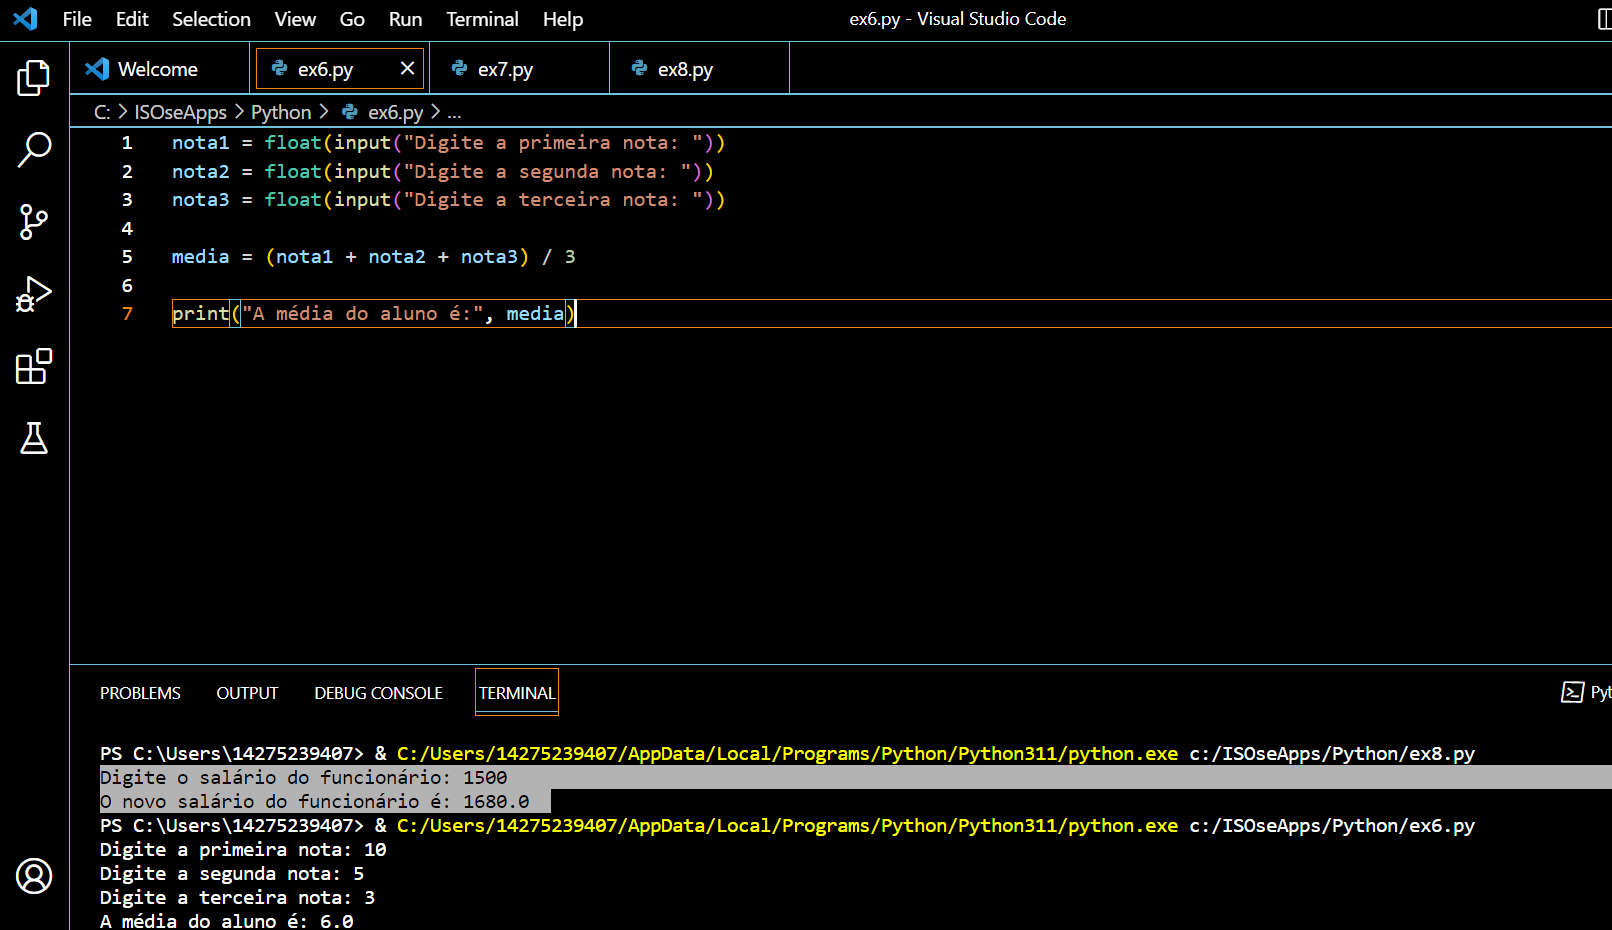 File Edit Selection View Go Run Terminal Help ex6.py - Visual Studio Code
Welcome ex6.py ex7.py ex8.py
C: > ISOseApps > Python > ex6.py > ...
1 nota1 = float(input("Digite a primeira nota: "))
2 nota2 = float(input("Digite a segunda nota: "))
3 nota3 = float(input("Digite a terceira nota: "))
4
5 media = (nota1 + nota2 + nota3) / 3
6
7 print("A média do aluno é:", media)
PROBLEMS OUTPUT DEBUG CONSOLE TERMINAL Pyt
PS C:\Users\14275239407> & C:/Users/14275239407/AppData/Local/Programs/Python/Python311/python.exe c:/ISOseApps/Python/ex8.py
Digite o salário do funcionário: 1500
O novo salário do funcionário é: 1680.0
PS C:\Users\14275239407> & C:/Users/14275239407/AppData/Local/Programs/Python/Python311/python.exe c:/ISOseApps/Python/ex6.py
Digite a primeira nota: 10
Digite a segunda nota: 5
Digite a terceira nota: 3
A média do aluno é: 6.0